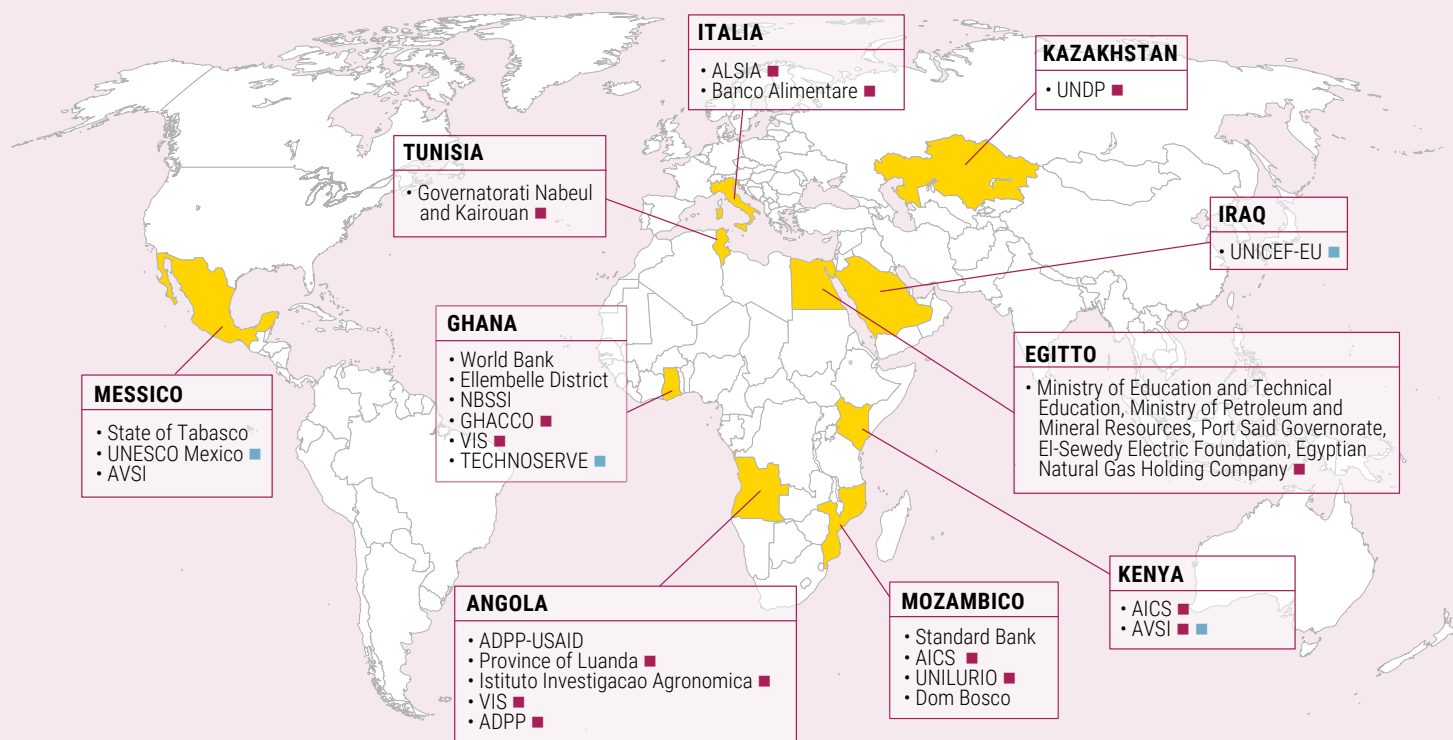 ITALIA
• ALSIA
• Banco Alimentare
KAZAKHSTAN
• UNDP
TUNISIA
• Governatorati Nabeul
and Kairouan
IRAQ
• UNICEF-EU
GHANA
• World Bank
• Ellembelle District
• NBSSI
• GHACCO
• VIS
• TECHNOSERVE
EGITTO
• Ministry of Education and Technical
Education, Ministry of Petroleum and
Mineral Resources, Port Said Governorate,
El-Sewedy Electric Foundation, Egyptian
Natural Gas Holding Company
MESSICO
• State of Tabasco
• UNESCO Mexico
• AVSI
KENYA
• AICS
• AVSI
ANGOLA
• ADPP-USAID
• Province of Luanda
• Istituto Investigacao Agronomica
• VIS
• ADPP
MOZAMBICO
• Standard Bank
• AICS
• UNILURIO
• Dom Bosco